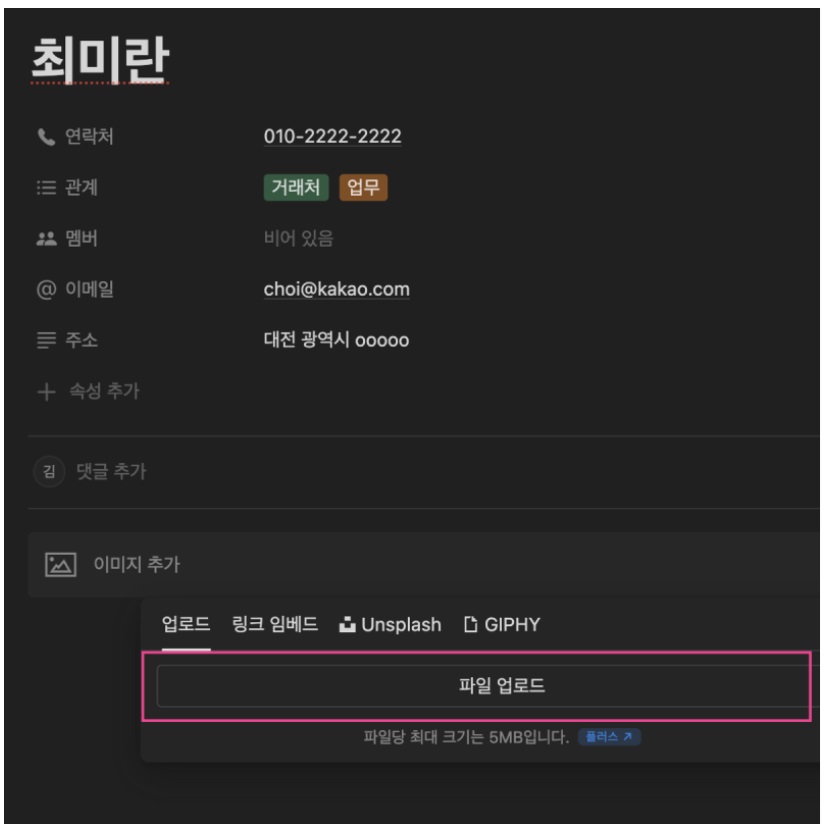 최미란
연락처 010-2222-2222
관계 거래처 업무
멤버 비어 있음
@ 이메일 choi@kakao.com
주소 대전 광역시 ooooo
+ 속성 추가
김 댓글 추가
이미지 추가
업로드 링크 임베드 Unsplash GIPHY
파일 업로드
파일당 최대 크기는 5MB입니다. 플러스 ↗